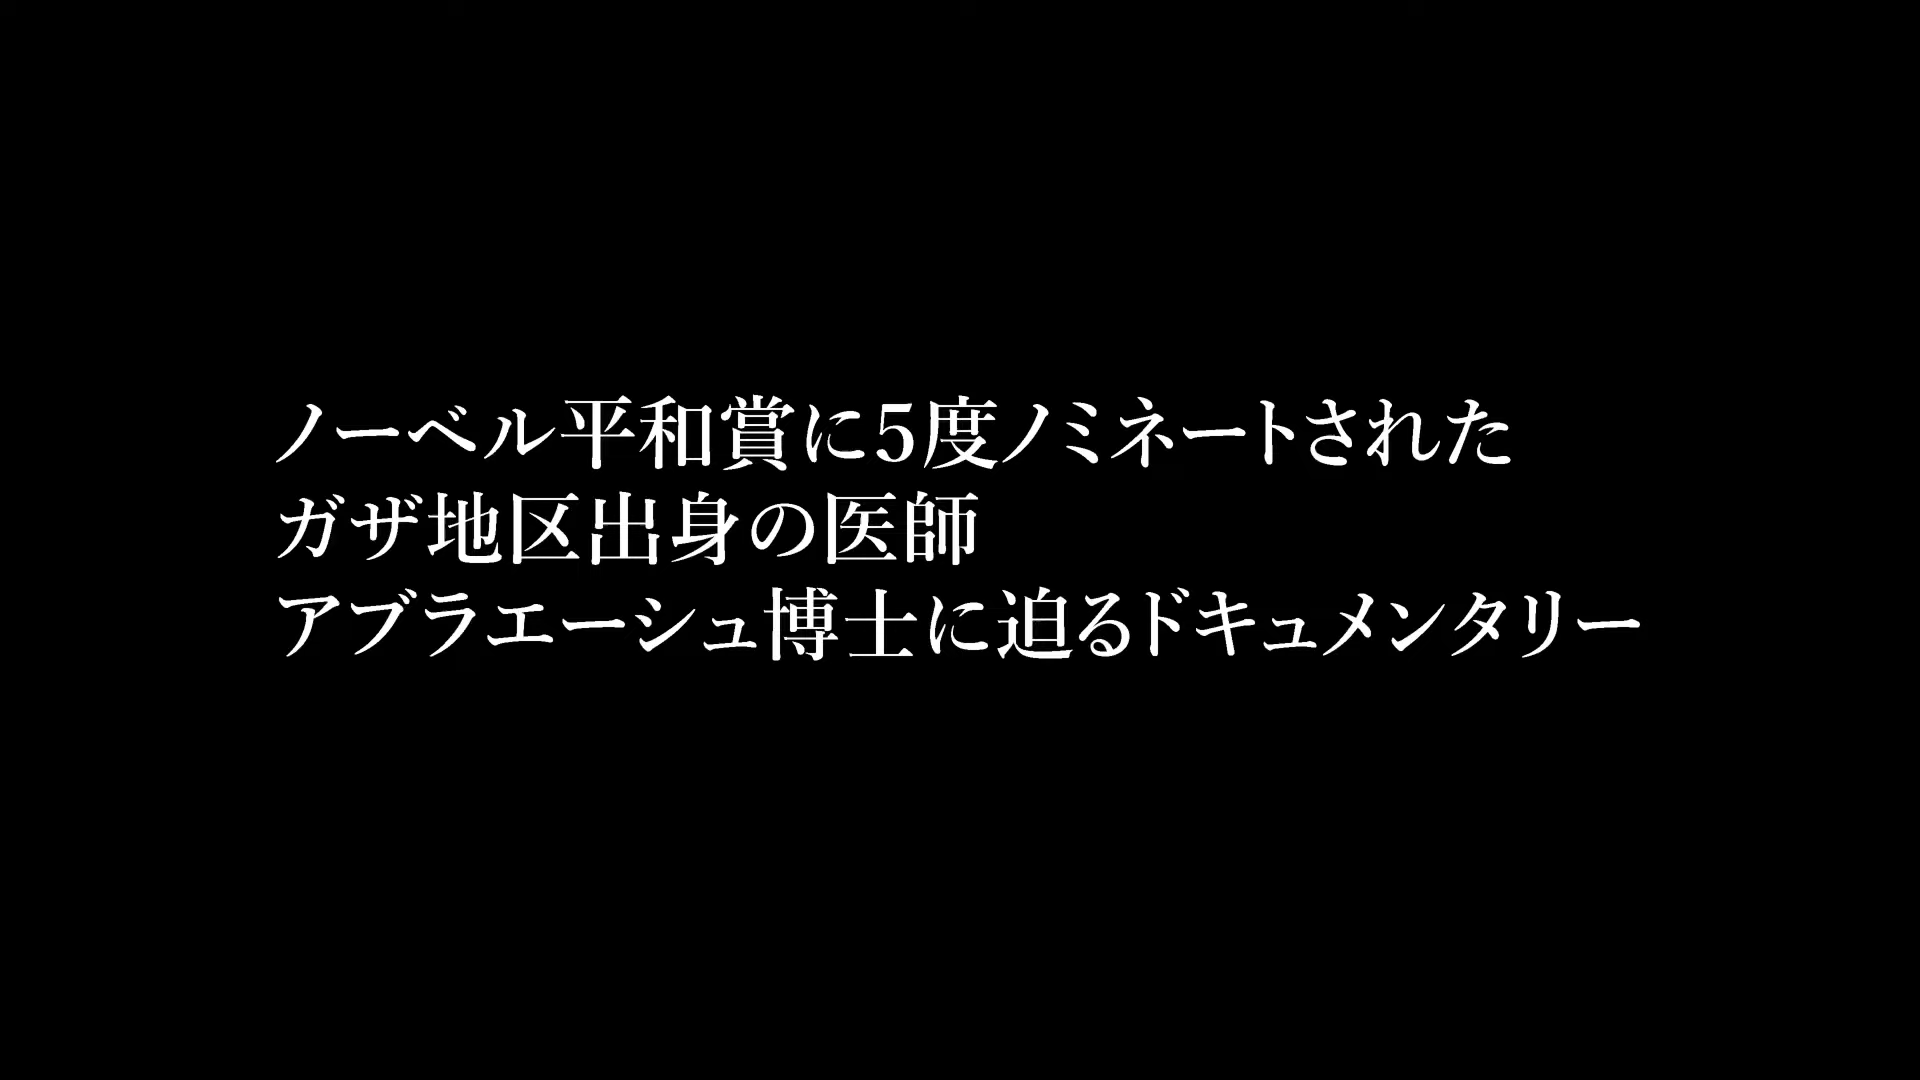 ノーベル平和賞に5度ノミネートされた
ガザ地区出身の医師
アブラエーシュ博士に迫るドキュメンタリー